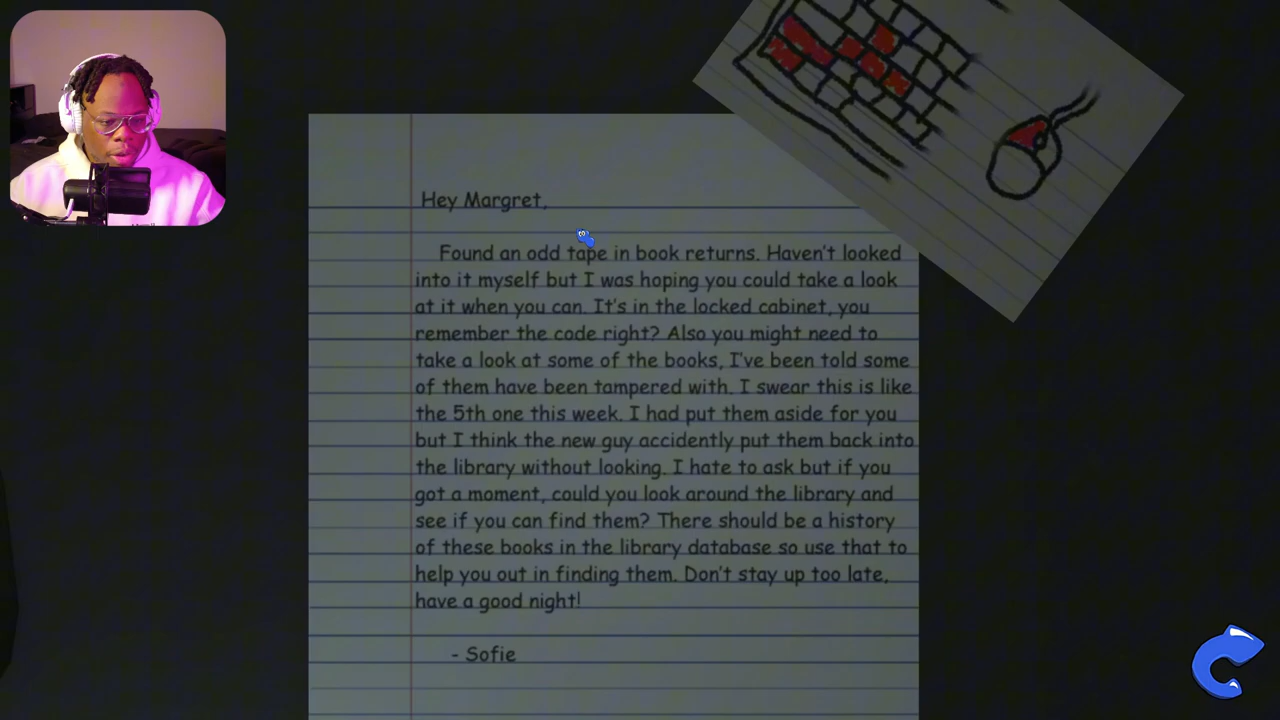 Hey Margret,
Found an odd tape in book returns. Haven't looked
into it myself but I was hoping you could take a look
at it when you can. It's in the locked cabinet, you
remember the code right? Also you might need to
take a look at some of the books, I've been told some
of them have been tampered with. I swear this is like
the 5th one this week. I had put them aside for you
but I think the new guy accidently put them back into
the library without looking. I hate to ask but if you
got a moment, could you look around the library and
see if you can find them? There should be a history
of these books in the library database so use that to
help you out in finding them. Don't stay up too late,
have a good night!
- Sofie